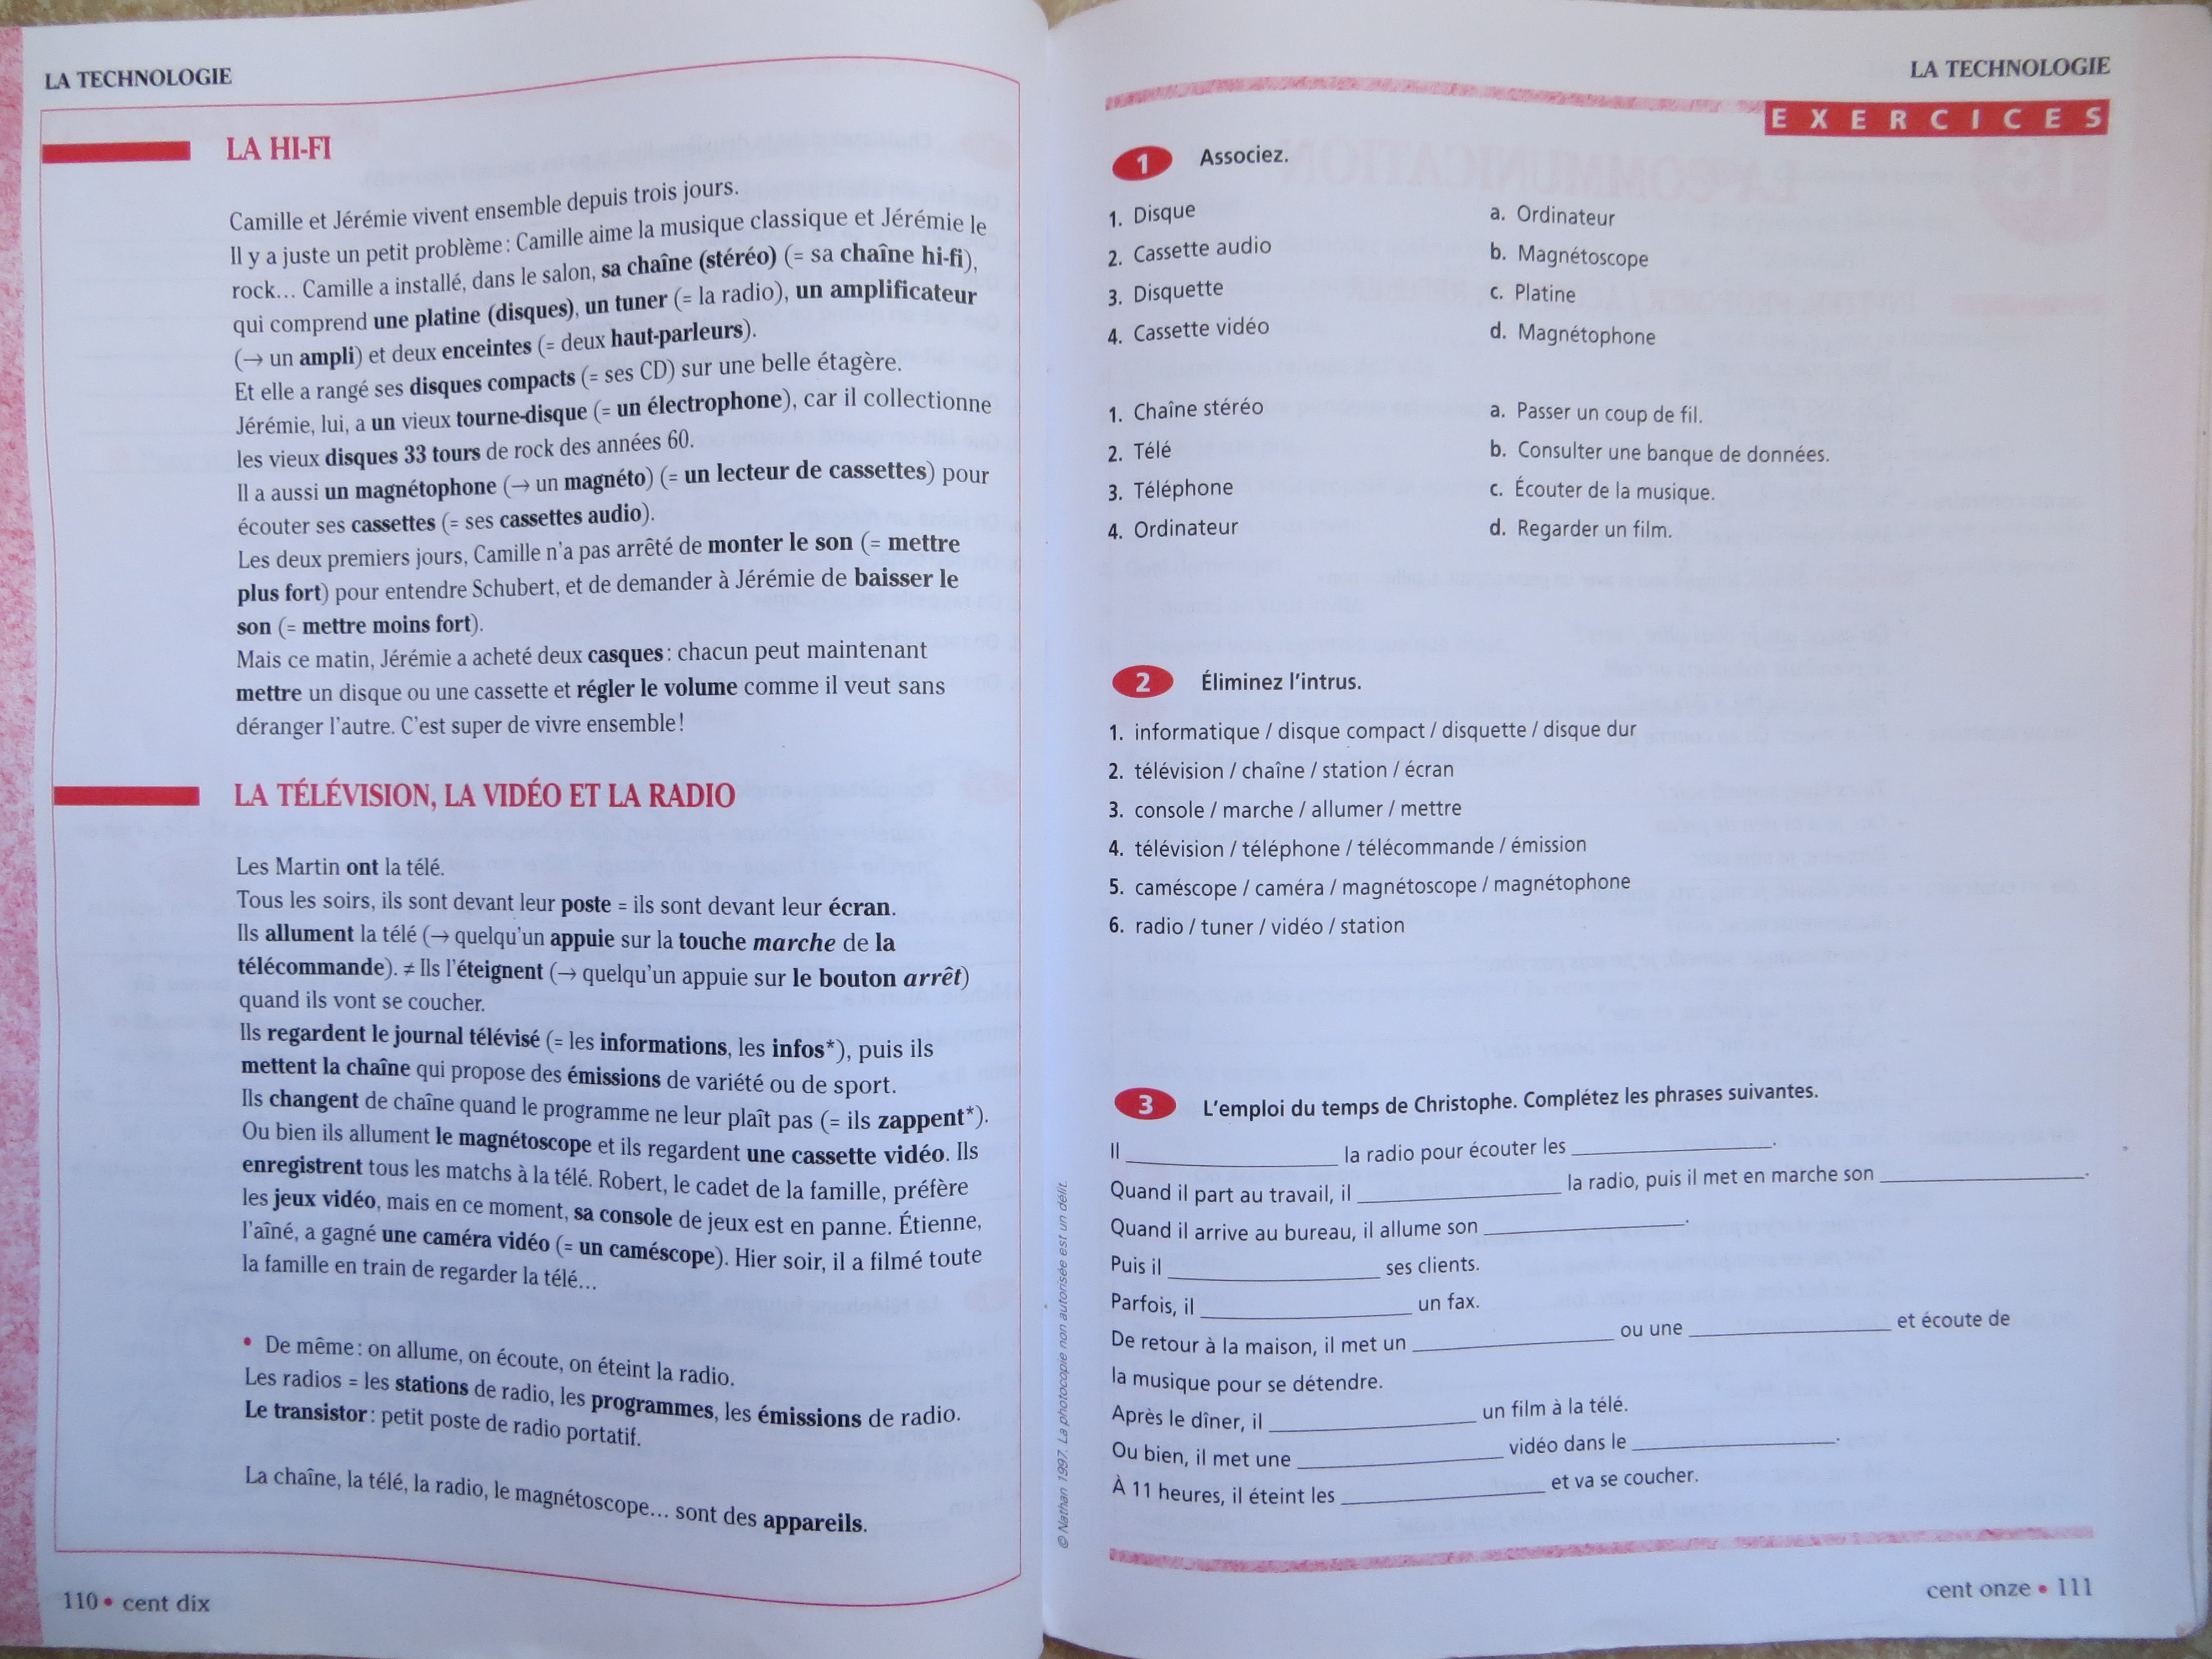 LA TECHNOLOGIE
LA HI-FI
Camille et Jérémie vivent ensemble depuis trois jours.
Il y a juste un petit problème : Camille aime la musique classique et Jérémie le
rock... Camille a installé, dans le salon, sa chaîne (stéréo) (= sa chaîne hi-fi),
qui comprend une platine (disques), un tuner (= la radio), un amplificateur
(→ un ampli) et deux enceintes (= deux haut-parleurs).
Et elle a rangé ses disques compacts (= ses CD) sur une belle étagère.
Jérémie, lui, a un vieux tourne-disque (= un électrophone), car il collectionne
les vieux disques 33 tours de rock des années 60.
Il a aussi un magnétophone (→ un magnéto) (= un lecteur de cassettes) pour
écouter ses cassettes (= ses cassettes audio).
Les deux premiers jours, Camille n'a pas arrêté de monter le son (= mettre
plus fort) pour entendre Schubert, et de demander à Jérémie de baisser le
son (= mettre moins fort).
Mais ce matin, Jérémie a acheté deux casques : chacun peut maintenant
mettre un disque ou une cassette et régler le volume comme il veut sans
déranger l'autre. C'est super de vivre ensemble !
LA TÉLÉVISION, LA VIDÉO ET LA RADIO
Les Martin ont la télé.
Tous les soirs, ils sont devant leur poste = ils sont devant leur écran.
Ils allument la télé (→ quelqu'un appuie sur la touche marche de la
télécommande). ≠ Ils l'éteignent (→ quelqu'un appuie sur le bouton arrêt)
quand ils vont se coucher.
Ils regardent le journal télévisé (= les informations, les infos*), puis ils
mettent la chaîne qui propose des émissions de variété ou de sport.
Ils changent de chaîne quand le programme ne leur plaît pas (= ils zappent*).
Ou bien ils allument le magnétoscope et ils regardent une cassette vidéo. Ils
enregistrent tous les matchs à la télé. Robert, le cadet de la famille, préfère
les jeux vidéo, mais en ce moment, sa console de jeux est en panne. Étienne,
l'aîné, a gagné une caméra vidéo (= un caméscope). Hier soir, il a filmé toute
la famille en train de regarder la télé...
• De même : on allume, on écoute, on éteint la radio.
Les radios = les stations de radio, les programmes, les émissions de radio.
Le transistor : petit poste de radio portatif.
La chaîne, la télé, la radio, le magnétoscope... sont des appareils.
110 • cent dix
© Nathan 1997. La photocopie non autorisée est un délit.
LA TECHNOLOGIE
EXERCICES
1 Associez.
1. Disque a. Ordinateur
2. Cassette audio b. Magnétoscope
3. Disquette c. Platine
4. Cassette vidéo d. Magnétophone
1. Chaîne stéréo a. Passer un coup de fil.
2. Télé b. Consulter une banque de données.
3. Téléphone c. Écouter de la musique.
4. Ordinateur d. Regarder un film.
2 Éliminez l'intrus.
1. informatique / disque compact / disquette / disque dur
2. télévision / chaîne / station / écran
3. console / marche / allumer / mettre
4. télévision / téléphone / télécommande / émission
5. caméscope / caméra / magnétoscope / magnétophone
6. radio / tuner / vidéo / station
3 L'emploi du temps de Christophe. Complétez les phrases suivantes.
Il ____ la radio pour écouter les ____.
Quand il part au travail, il ____ la radio, puis il met en marche son ____.
Quand il arrive au bureau, il allume son ____.
Puis il ____ ses clients.
Parfois, il ____ un fax.
De retour à la maison, il met un ____ ou une ____ et écoute de
la musique pour se détendre.
Après le dîner, il ____ un film à la télé.
Ou bien, il met une ____ vidéo dans le ____.
À 11 heures, il éteint les ____ et va se coucher.
cent onze • 111